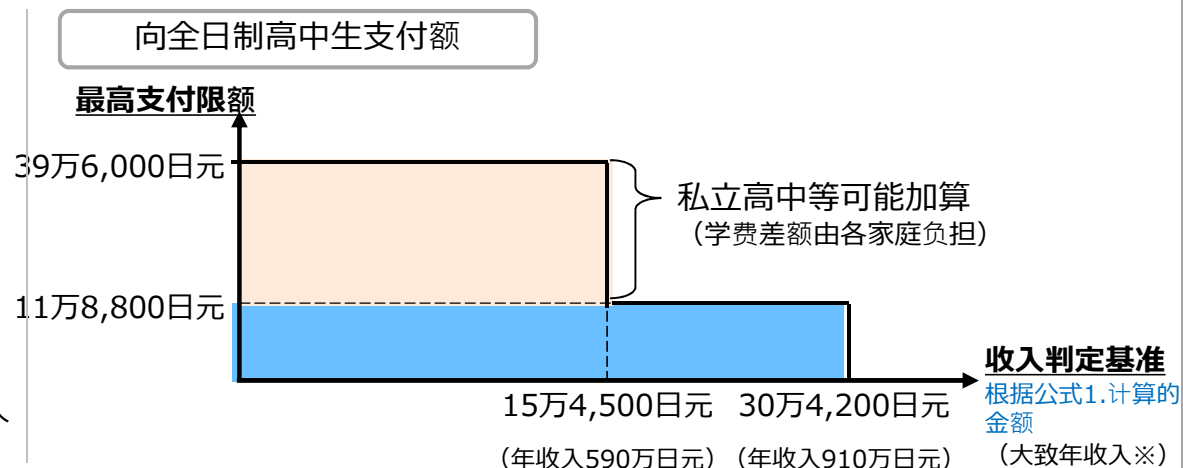 向全日制高中生支付额
最高支付限额
39万6,000日元
私立高中等可能加算
（学费差额由各家庭负担）
11万8,800日元
收入判定基准
根据公式1.计算的
金额
（大致年收入※）
15万4,500日元
30万4,200日元
（年收入590万日元）
（年收入910万日元）